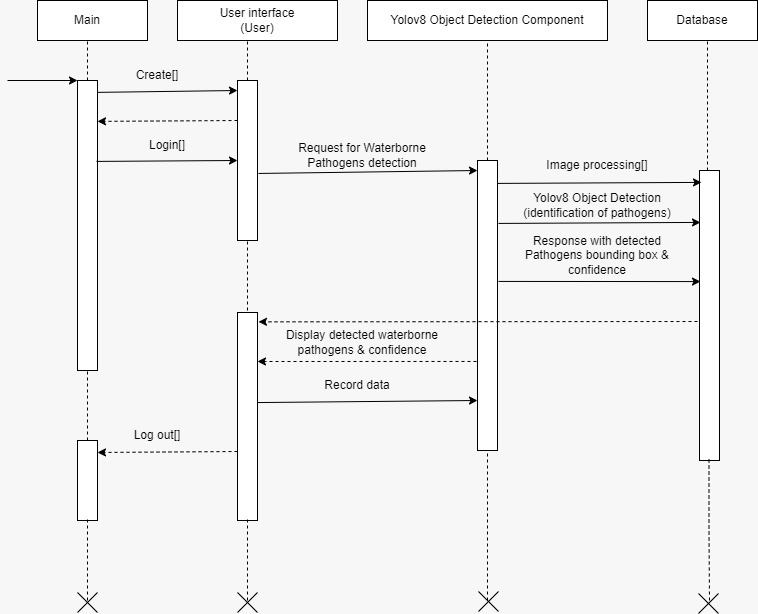 Main
User interface
(User)
Yolov8 Object Detection Component
Database
Create[]
Login[]
Request for Waterborne
Pathogens detection
Image processing[]
Yolov8 Object Detection
(identification of pathogens)
Response with detected
Pathogens bounding box &
confidence
Display detected waterborne
pathogens & confidence
Record data
Log out[]